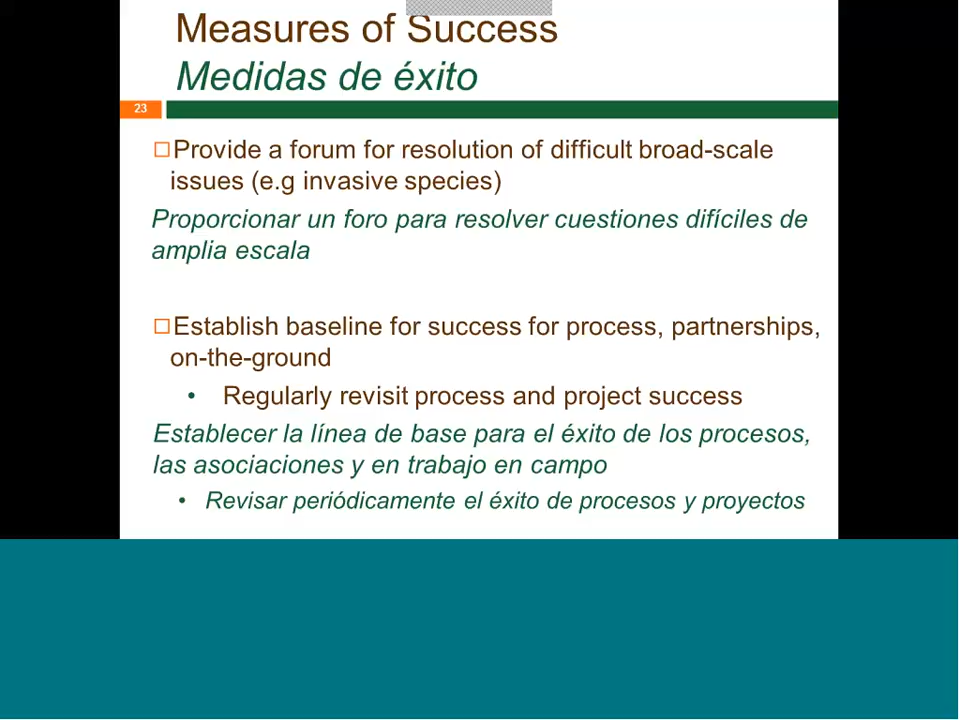 Measures of Success
Medidas de éxito
23
Provide a forum for resolution of difficult broad-scale
issues (e.g invasive species)
Proporcionar un foro para resolver cuestiones difíciles de
amplia escala
Establish baseline for success for process, partnerships,
on-the-ground
• Regularly revisit process and project success
Establecer la línea de base para el éxito de los procesos,
las asociaciones y en trabajo en campo
• Revisar periódicamente el éxito de procesos y proyectos